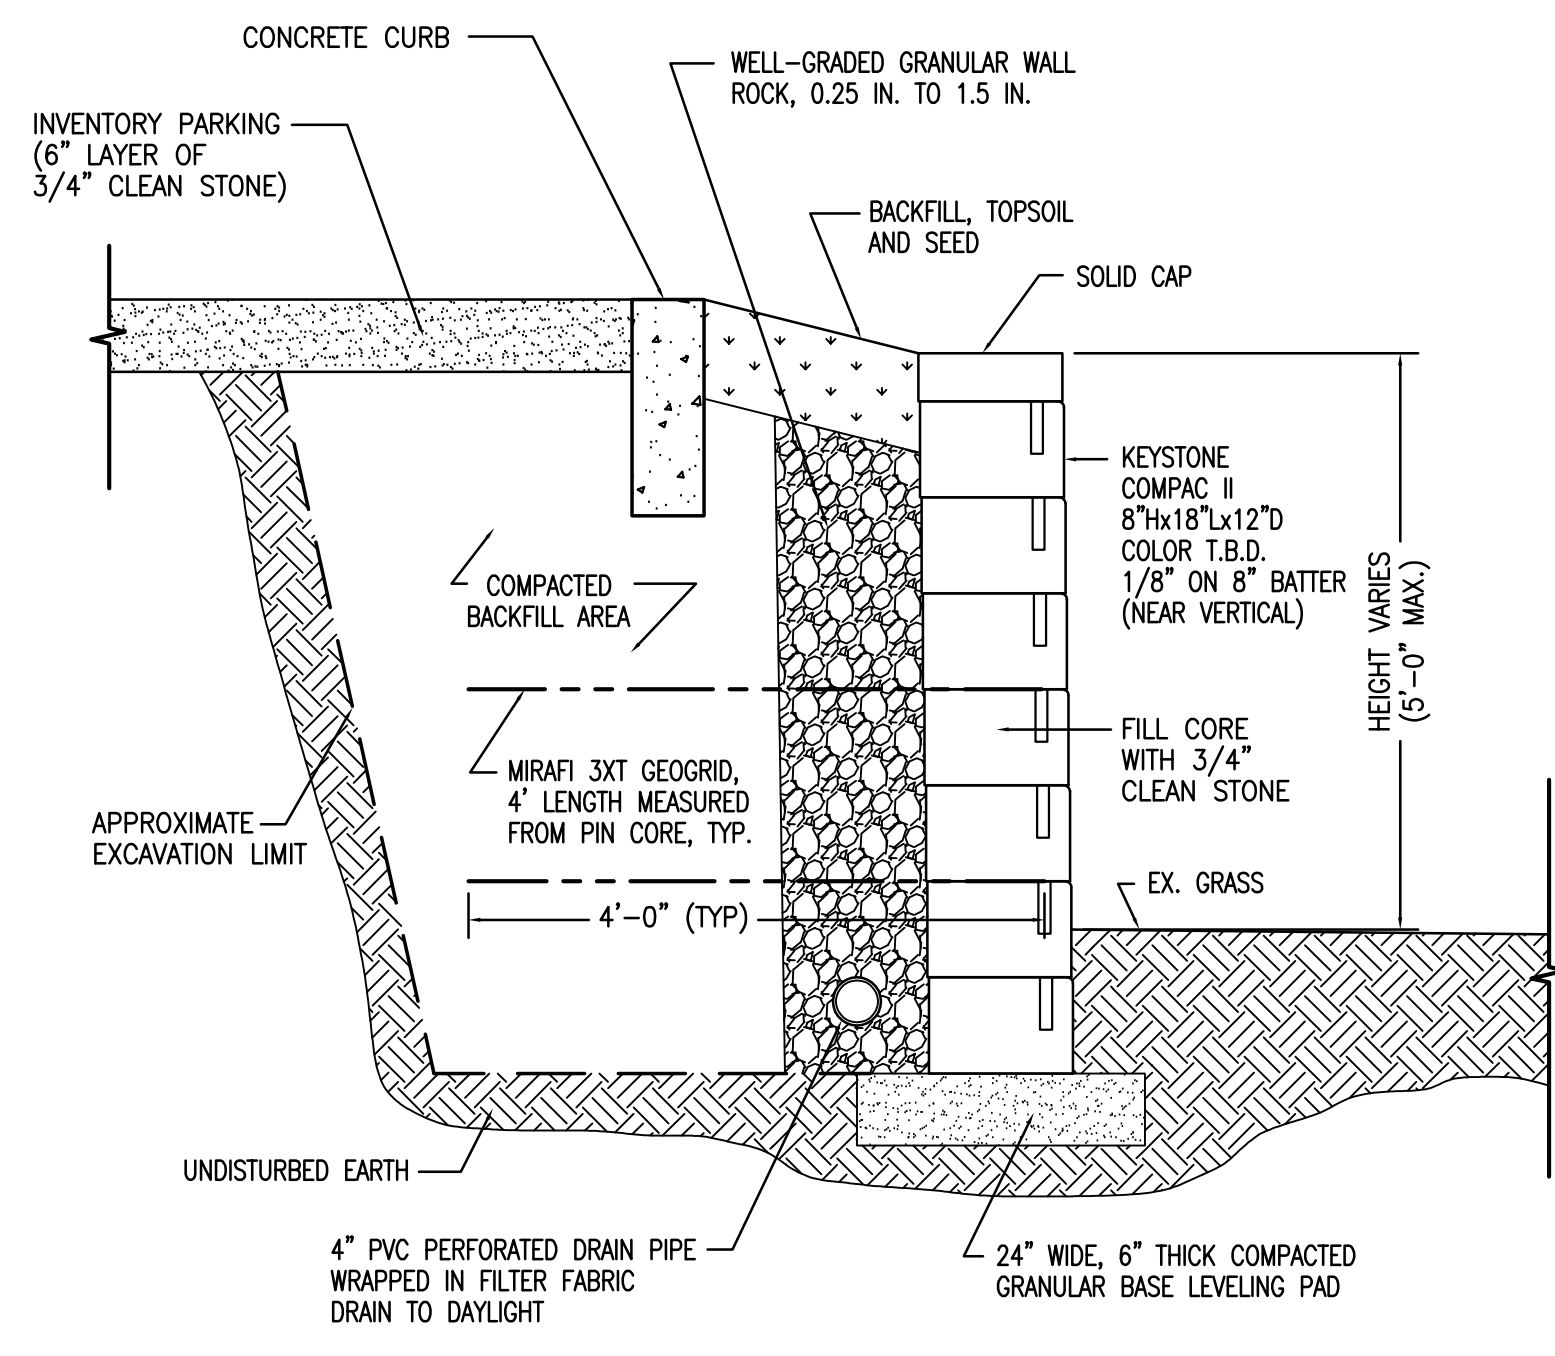 CONCRETE CURB
WELL-GRADED GRANULAR WALL
ROCK, 0.25 IN. TO 1.5 IN.
INVENTORY PARKING
(6" LAYER OF
3/4" CLEAN STONE)
BACKFILL, TOPSOIL
AND SEED
SOLID CAP
KEYSTONE
COMPAC II
8"Hx18"Lx12"D
COLOR T.B.D.
1/8" ON 8" BATTER
(NEAR VERTICAL)
HEIGHT VARIES
(5'-0" MAX.)
COMPACTED
BACKFILL AREA
FILL CORE
WITH 3/4"
CLEAN STONE
MIRAFI 3XT GEOGRID,
4' LENGTH MEASURED
FROM PIN CORE, TYP.
APPROXIMATE
EXCAVATION LIMIT
EX. GRASS
4'-0" (TYP)
UNDISTURBED EARTH
4" PVC PERFORATED DRAIN PIPE
WRAPPED IN FILTER FABRIC
DRAIN TO DAYLIGHT
24" WIDE, 6" THICK COMPACTED
GRANULAR BASE LEVELING PAD